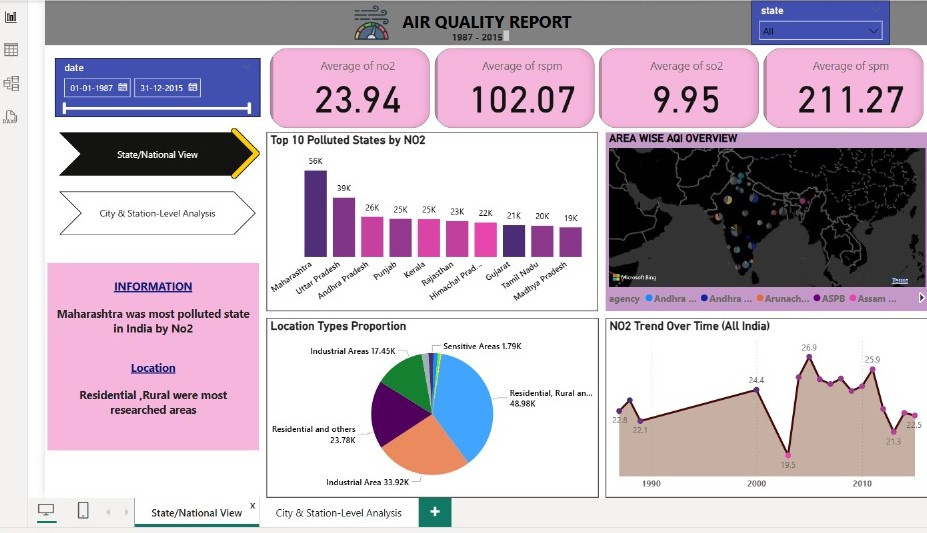 AIR QUALITY REPORT
1987 - 2015
state
All
date
01-01-1987
31-12-2015
Average of no2
23.94
Average of rspm
102.07
Average of so2
9.95
Average of spm
211.27
State/National View
City & Station-Level Analysis
INFORMATION
Maharashtra was most polluted state
in India by No2
Location
Residential ,Rural were most
researched areas
Top 10 Polluted States by NO2
56K
39K
26K
25K
25K
23K
22K
21K
20K
19K
Maharashtra
Uttar Pradesh
Andhra Pradesh
Punjab
Kerala
Rajasthan
Himachal Prad...
Gujarat
Tamil Nadu
Madhya Pradesh
AREA WISE AQI OVERVIEW
Microsoft Bing
Terms
agency
Andhra ...
Andhra ...
Arunach...
ASPB
Assam ...
Location Types Proportion
Sensitive Areas 1.79K
Industrial Areas 17.45K
Residential, Rural an...
48.98K
Residential and others
23.78K
Industrial Area 33.92K
NO2 Trend Over Time (All India)
22.8
22.1
24.4
19.5
26.9
25.9
21.3
22.5
1990
2000
2010
State/National View
x
City & Station-Level Analysis
+